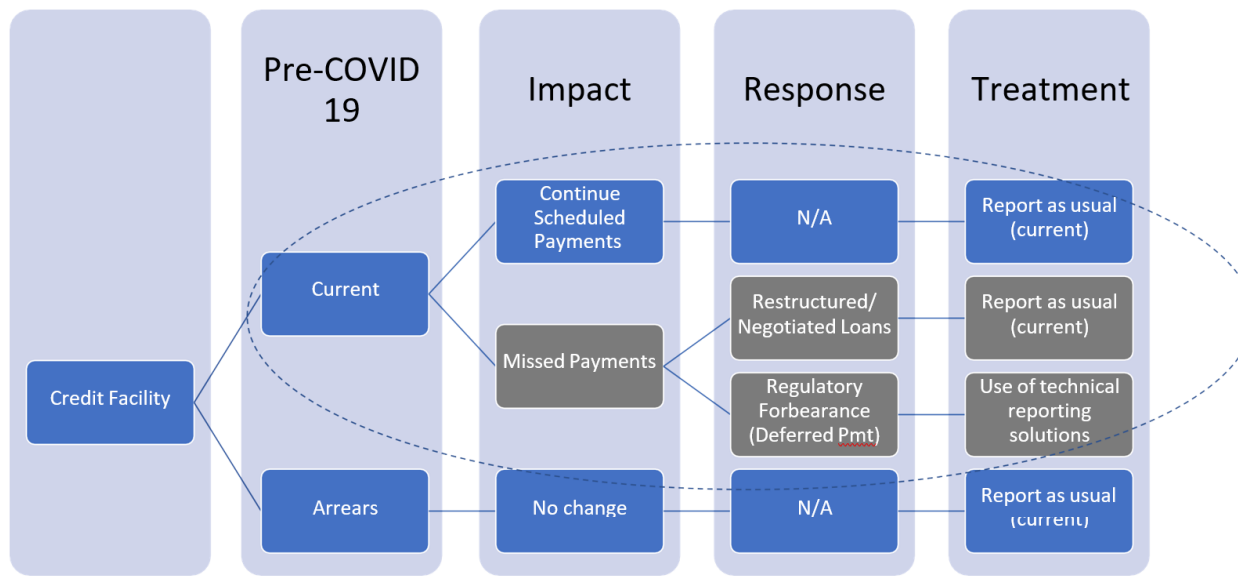 Pre-COVID
19
Impact
Response
Treatment
Continue
Scheduled
Payments
N/A
Report as usual
(current)
Current
Restructured/
Negotiated Loans
Report as usual
(current)
Missed Payments
Credit Facility
Regulatory
Forbearance
(Deferred Pmt)
Use of technical
reporting
solutions
Arrears
No change
N/A
Report as usual
(current)